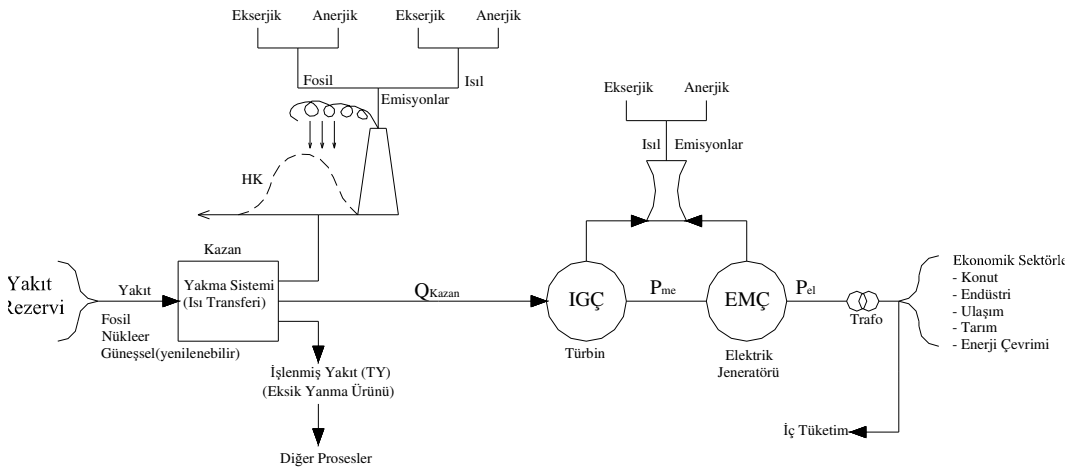 Ekserjik Anerjik Ekserjik Anerjik
Fosil Isıl
Emisyonlar
Ekserjik Anerjik
Isıl Emisyonlar
HK
Kazan
Yakıt
Rezervi
Yakıt
Fosil
Nükleer
Güneşsel(yenilenebilir)
Yakma Sistemi
(Isı Transferi)
QKazan
IGÇ
Türbin
Pme
EMÇ
Elektrik
Jeneratörü
Pel
Trafo
Ekonomik Sektörle
- Konut
- Endüstri
- Ulaşım
- Tarım
- Enerji Çevrimi
İşlenmiş Yakıt (TY)
(Eksik Yanma Ürünü)
Diğer Prosesler
İç Tüketim